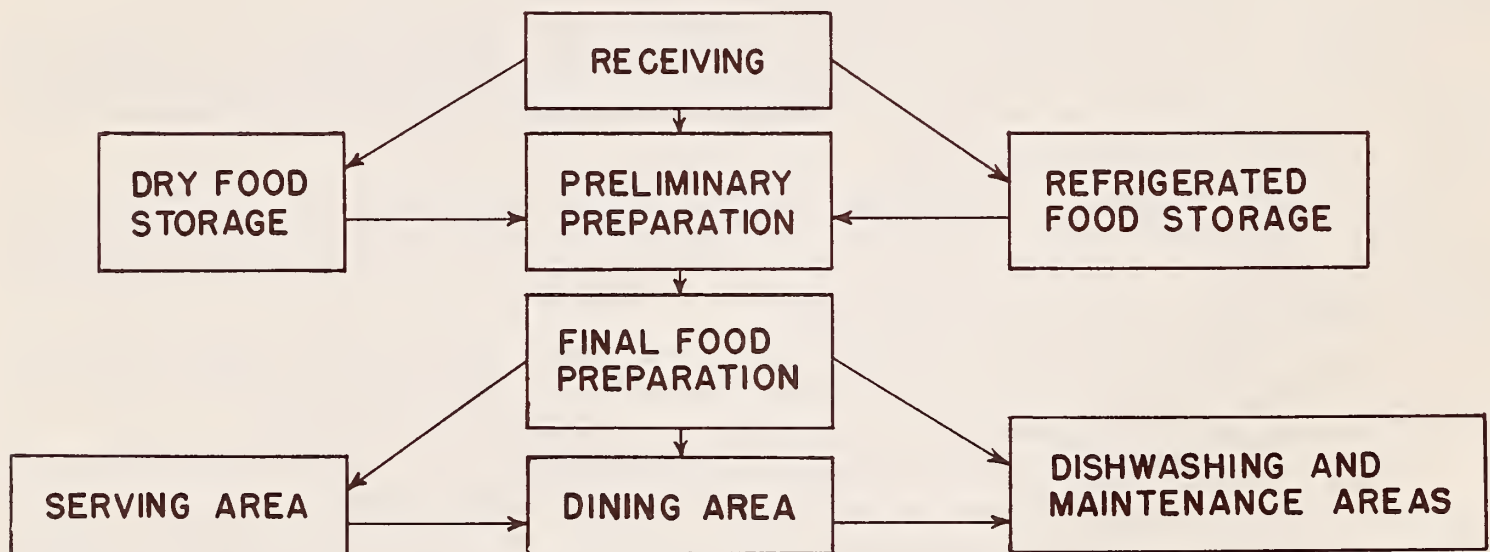 RECEIVING
DRY FOOD
STORAGE
PRELIMINARY
PREPARATION
REFRIGERATED
FOOD STORAGE
FINAL FOOD
PREPARATION
SERVING AREA
DINING AREA
DISHWASHING AND
MAINTENANCE AREAS